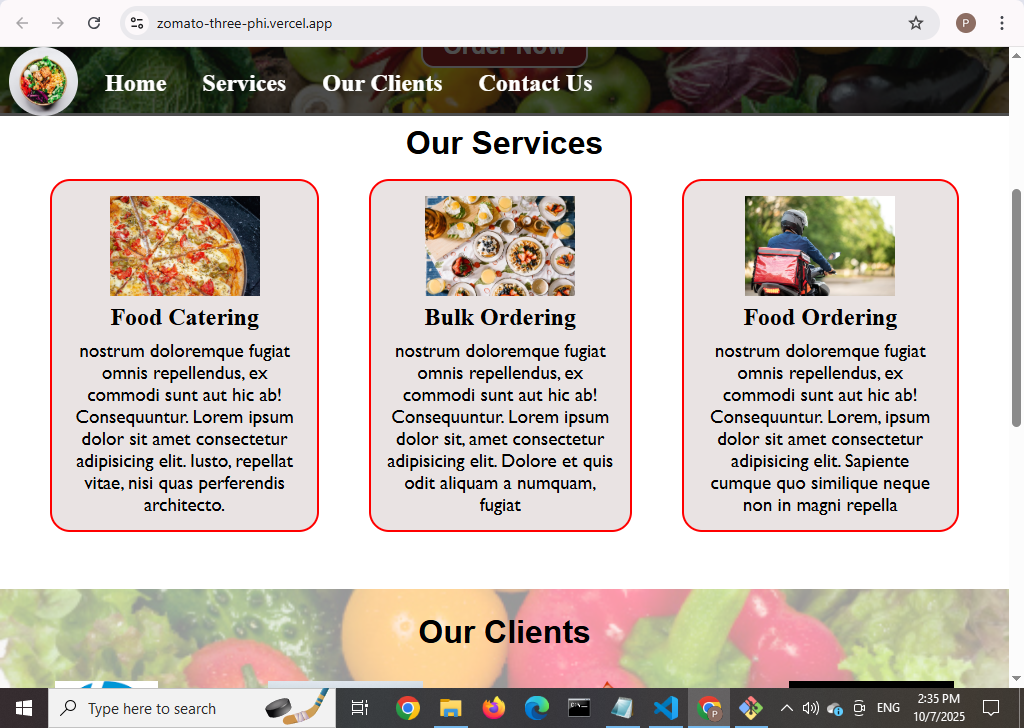 zomato-three-phi.vercel.app
P
Order Now
Home Services Our Clients Contact Us
Our Services
Food Catering
nostrum doloremque fugiat
omnis repellendus, ex
commodi sunt aut hic ab!
Consequuntur. Lorem ipsum
dolor sit amet consectetur
adipisicing elit. Iusto, repellat
vitae, nisi quas perferendis
architecto.
Bulk Ordering
nostrum doloremque fugiat
omnis repellendus, ex
commodi sunt aut hic ab!
Consequuntur. Lorem ipsum
dolor sit, amet consectetur
adipisicing elit. Dolore et quis
odit aliquam a numquam,
fugiat
Food Ordering
nostrum doloremque fugiat
omnis repellendus, ex
commodi sunt aut hic ab!
Consequuntur. Lorem, ipsum
dolor sit amet consectetur
adipisicing elit. Sapiente
cumque quo similique neque
non in magni repella
Our Clients
Type here to search
P
ENG
2:35 PM
10/7/2025